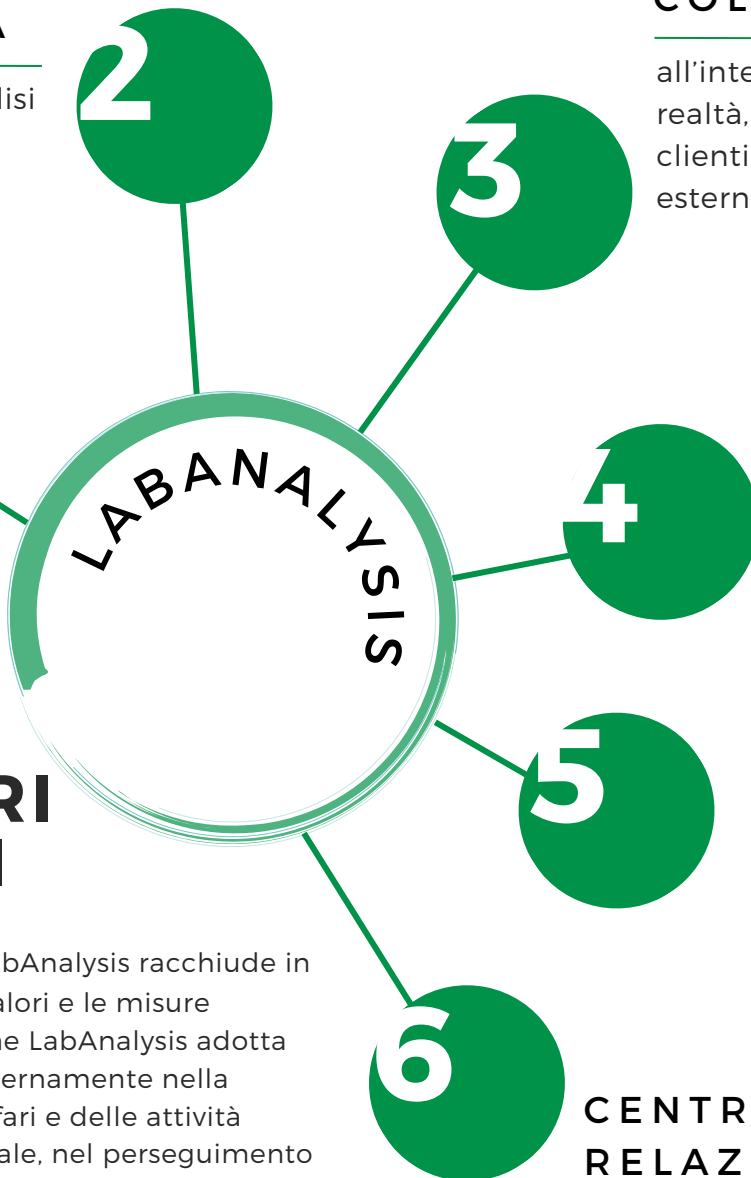 2
lisi
3
all'inte
realtà,
clienti
estern
LABANALYSIS
4
5
RI
I
bAnalysis racchiude in
alori e le misure
ne LabAnalysis adotta
ernamente nella
fari e delle attività
ale, nel perseguimento
6
CENTR
RELAZ